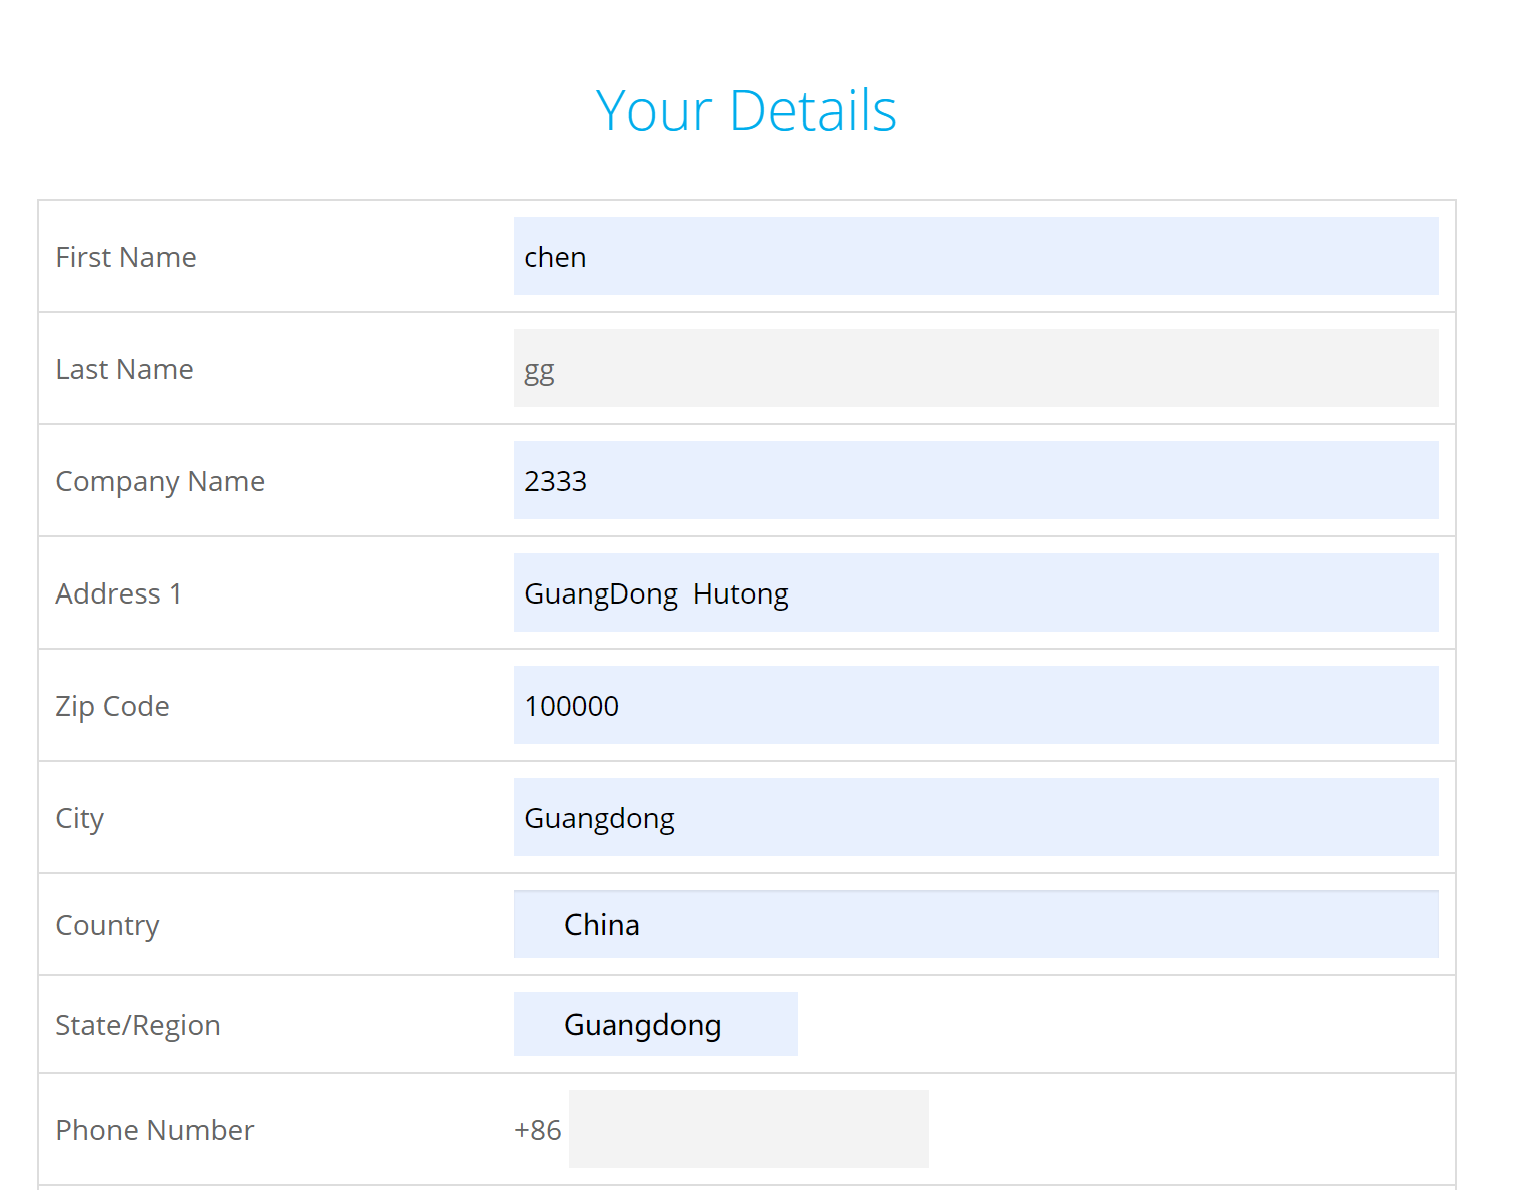 Your Details
First Name chen
Last Name gg
Company Name 2333
Address 1 GuangDong  Hutong
Zip Code 100000
City Guangdong
Country China
State/Region Guangdong
Phone Number +86